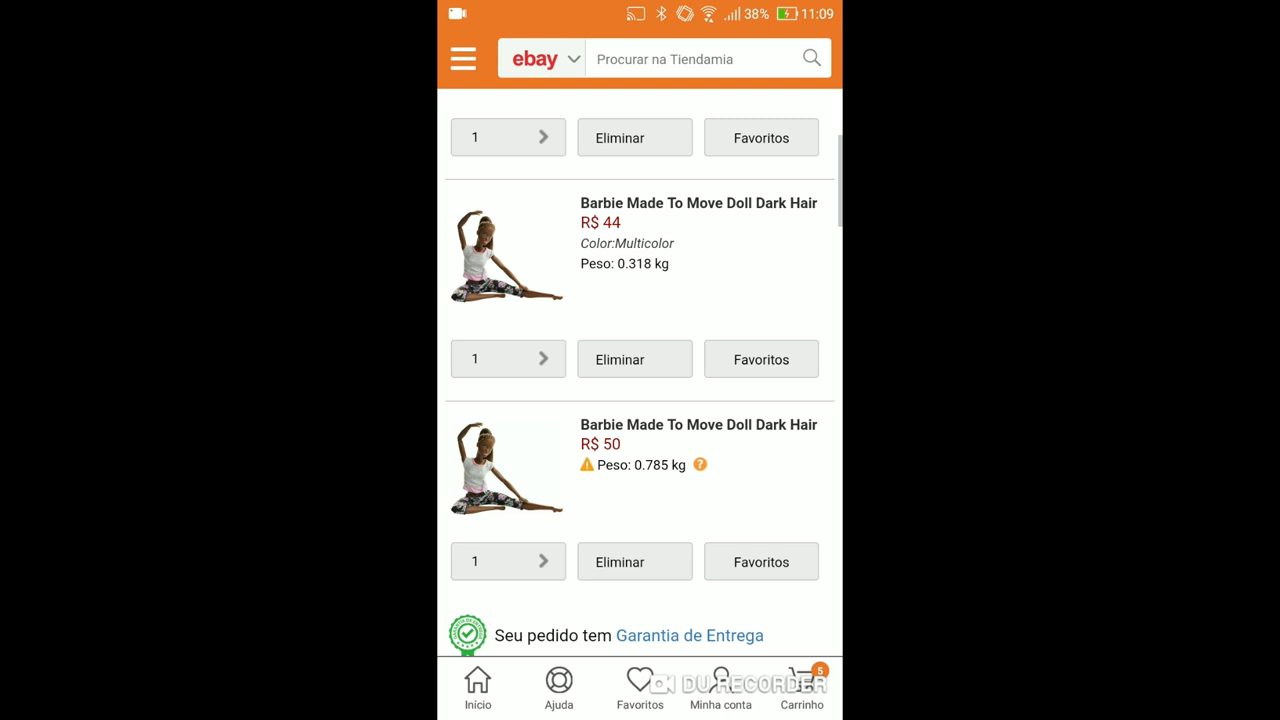 38% 11:09
ebay Procurar na Tiendamia
1 Eliminar Favoritos
Barbie Made To Move Doll Dark Hair
R$ 44
Color:Multicolor
Peso: 0.318 kg
1 Eliminar Favoritos
Barbie Made To Move Doll Dark Hair
R$ 50
Peso: 0.785 kg ?
1 Eliminar Favoritos
Seu pedido tem Garantia de Entrega
5
DU RECORDER
Início Ajuda Favoritos Minha conta Carrinho